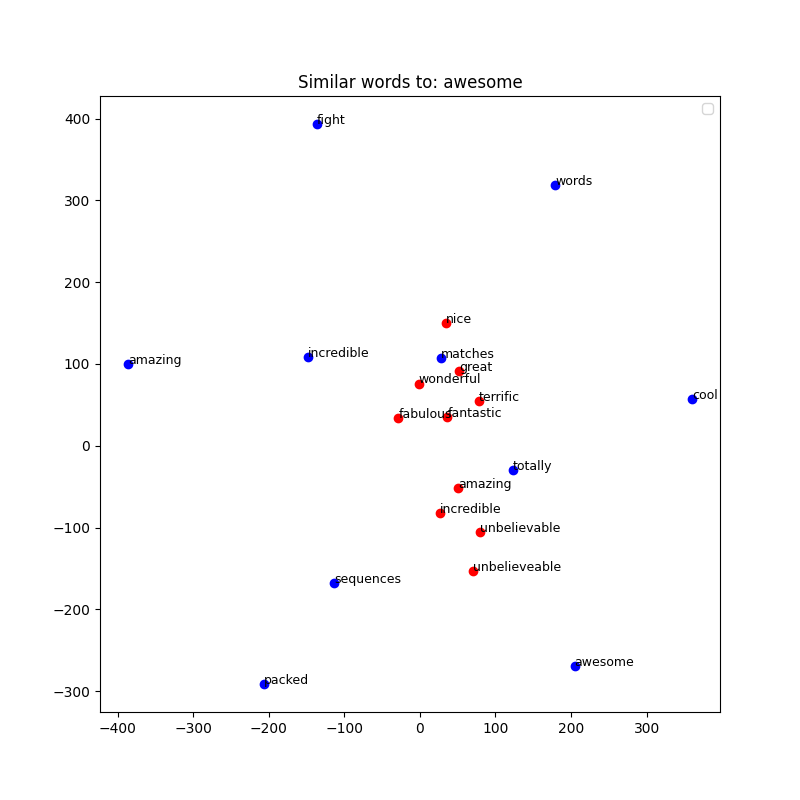 Similar words to: awesome
400
fight
words
300
200
nice
incredible
matches
amazing
100
great
wonderful
terrific
cool
fabulous
fantastic
0
totally
amazing
incredible
unbelievable
−100
unbelieveable
sequences
−200
awesome
packed
−300
−400
−300
−200
−100
0
100
200
300